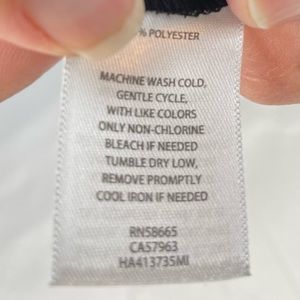 % POLYESTER
MACHINE WASH COLD,
GENTLE CYCLE,
WITH LIKE COLORS
ONLY NON-CHLORINE
BLEACH IF NEEDED
TUMBLE DRY LOW,
REMOVE PROMPTLY
COOL IRON IF NEEDED
RN58665
CA57963
HA413735MI